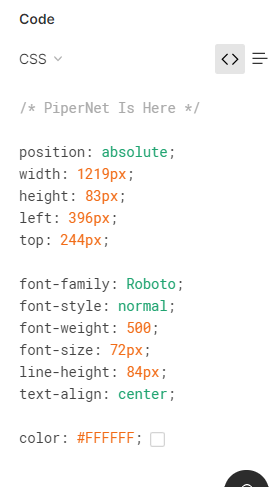 Code
CSS
/* PiperNet Is Here */
position: absolute;
width: 1219px;
height: 83px;
left: 396px;
top: 244px;
font-family: Roboto;
font-style: normal;
font-weight: 500;
font-size: 72px;
line-height: 84px;
text-align: center;
color: #FFFFFF;